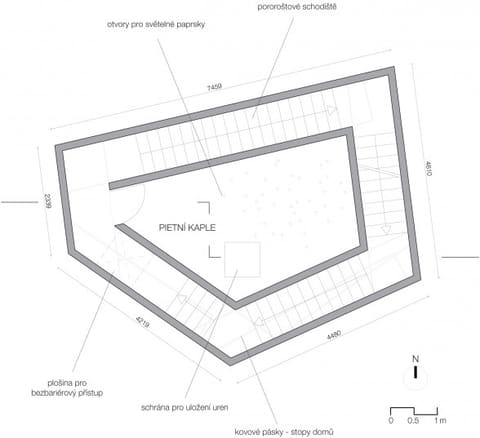 pororoštové schodiště
otvory pro světelné paprsky
7459
2339
4810
PIETNÍ KAPLE
4219
4460
N
plošina pro
bezbariérový přístup
schrána pro uložení uren
kovové pásky - stopy domů
0 0.5 1 m